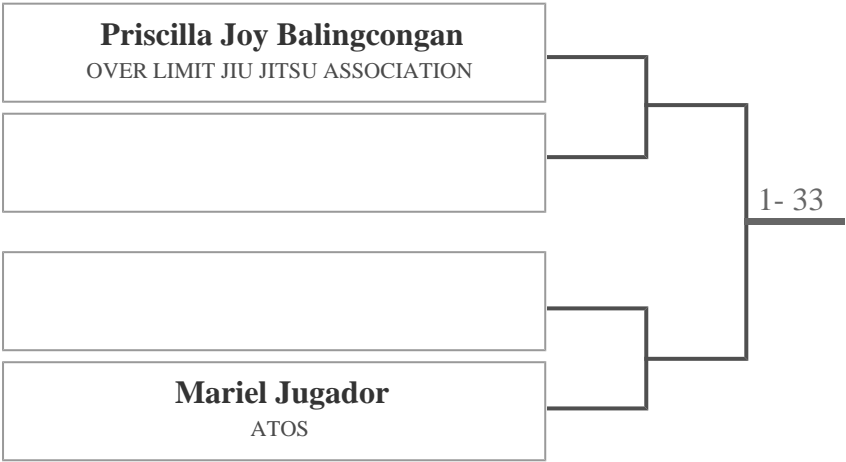 Priscilla Joy Balingcongan
OVER LIMIT JIU JITSU ASSOCIATION
1- 33
Mariel Jugador
ATOS